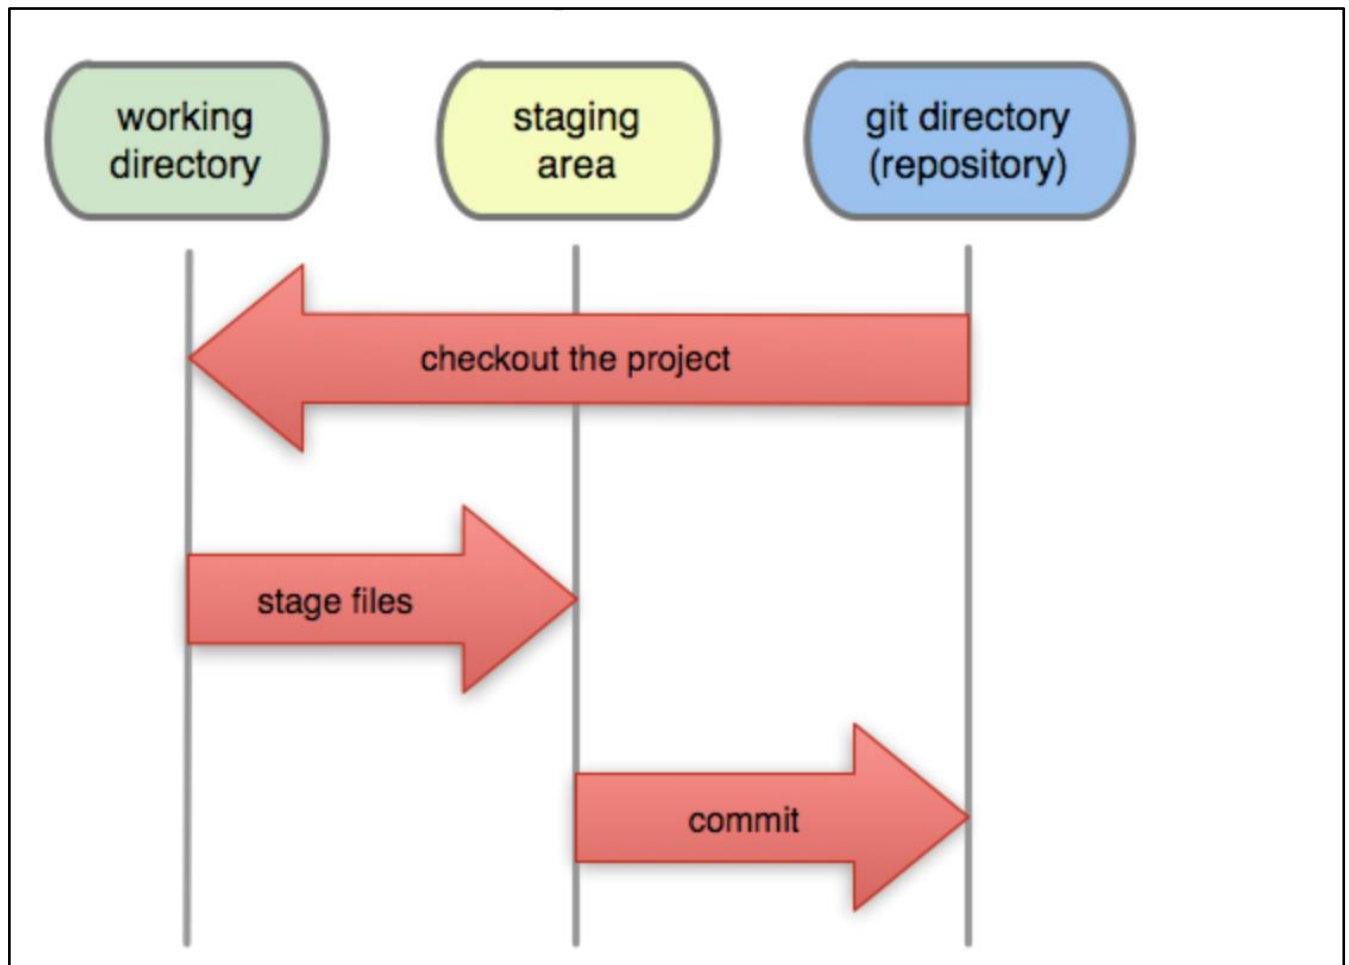 working
directory
staging
area
git directory
(repository)
checkout the project
stage files
commit